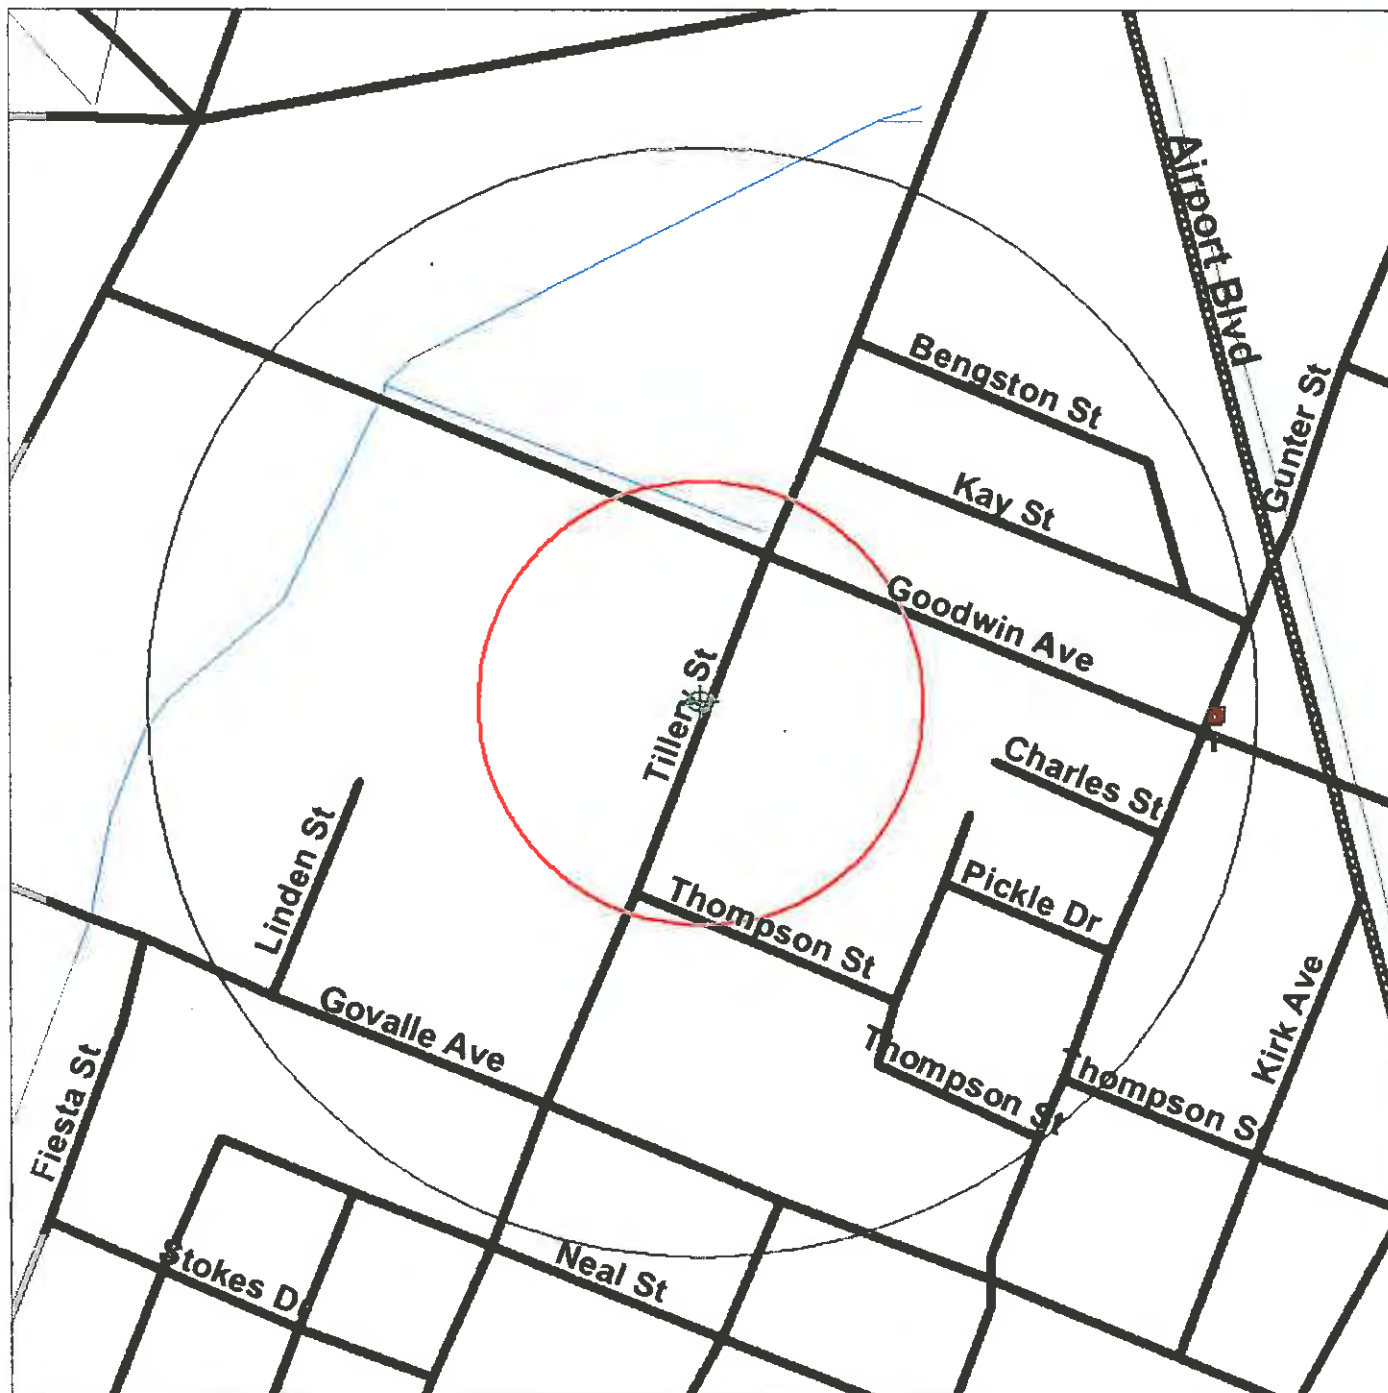 Airport Blvd
Bengston St
Gunter St
Kay St
Goodwin Ave
Tillery St
Charles St
Linden St
Pickle Dr
Thompson St
Govalle Ave
Kirk Ave
Thompson St
Thompson S
Fiesta St
Stokes Dr
Neal St